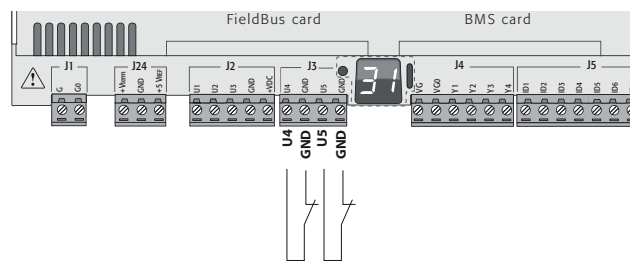 FieldBus card BMS card
J1 J24 J2 J3 J4 J5
G G0 +Vterm GND +5 VREF U1 U2 U3 GND +VDC U4 GND U5 GND 31 VG VG0 Y1 Y2 Y3 Y4 ID1 ID2 ID3 ID4 ID5 ID6
U4 GND U5 GND